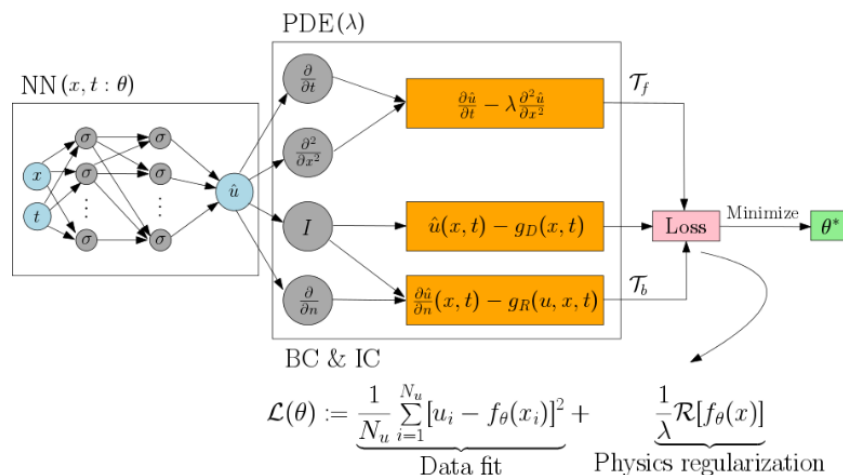 PDE(λ)
NN(x, t : θ)
x
t
σ
σ
⋮
σ
σ
σ
⋮
σ
û
∂/∂t
∂²/∂x²
I
∂/∂n
∂û/∂t − λ ∂²û/∂x²
û(x, t) − g_D(x, t)
∂û/∂n(x, t) − g_R(u, x, t)
𝒯_f
𝒯_b
Loss
Minimize
θ*
BC & IC
ℒ(θ) := 1/N_u ∑_{i=1}^{N_u} [u_i − f_θ(x_i)]² + 1/λ ℛ[f_θ(x)]
Data fit
Physics regularization